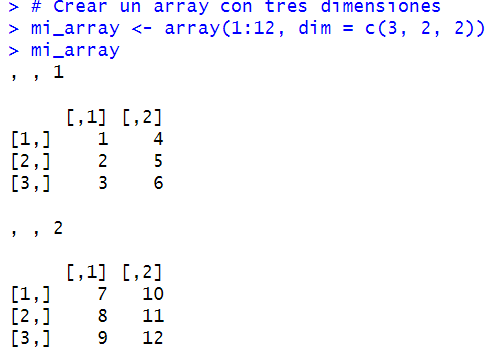 > # Crear un array con tres dimensiones
> mi_array <- array(1:12, dim = c(3, 2, 2))
> mi_array
, , 1
     [,1] [,2]
[1,]    1    4
[2,]    2    5
[3,]    3    6
, , 2
     [,1] [,2]
[1,]    7   10
[2,]    8   11
[3,]    9   12